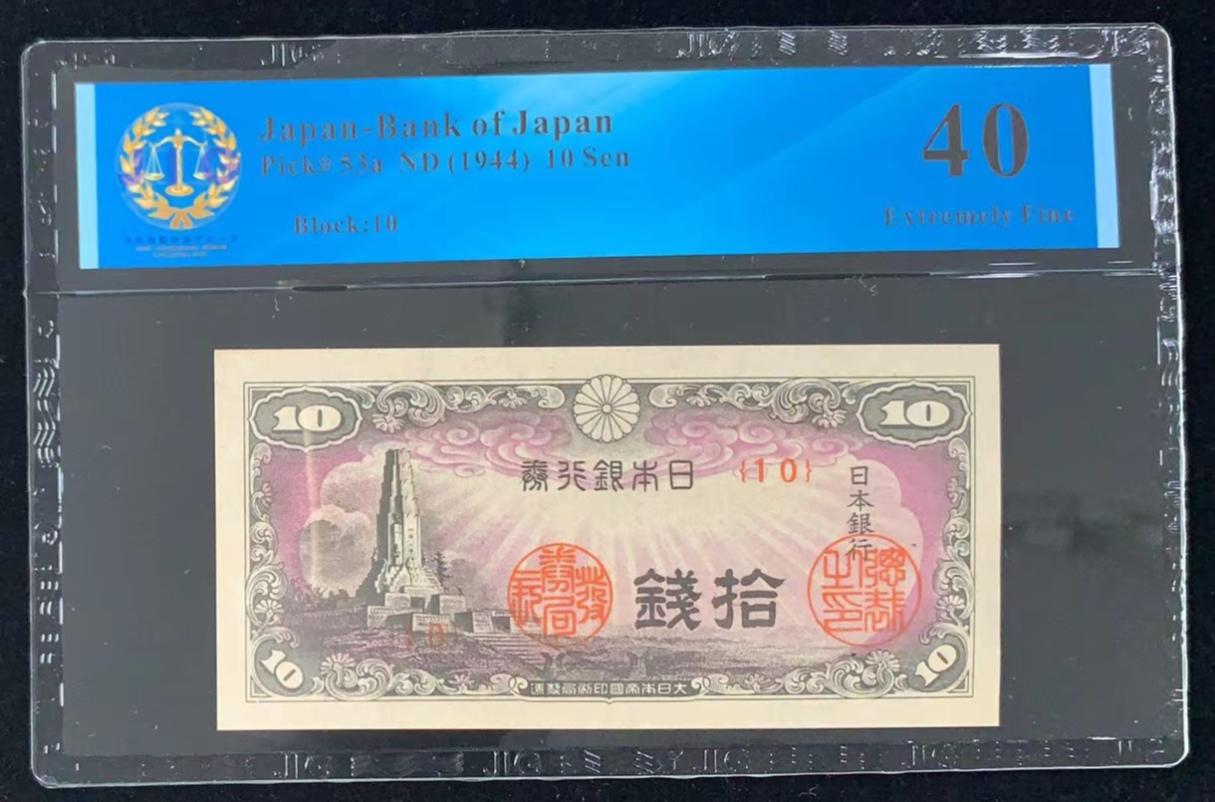 Japan-Bank of Japan
Pick# 53a ND (1944) 10 Sen
Block:10
40
Extremely Fine
10
10
券行銀本日
{10}
日本銀行
錢拾
10
10
造發局刷印國帝本日大